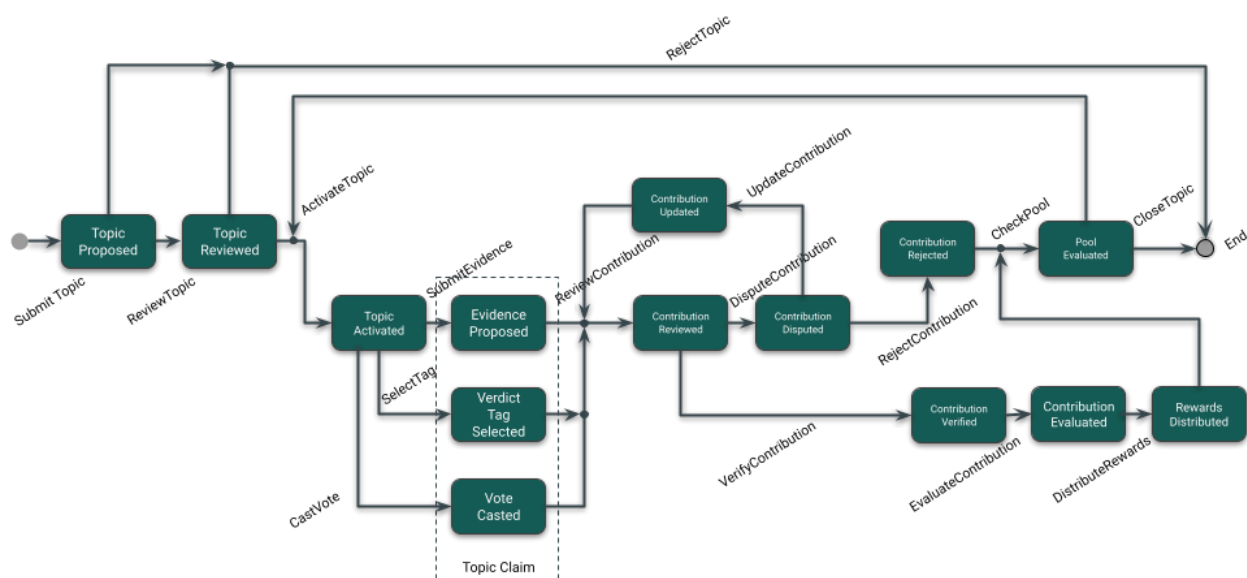 RejectTopic
ActivateTopic
UpdateContribution
Contribution
Updated
Topic
Proposed
Topic
Reviewed
Submit Topic
ReviewTopic
SubmitEvidence
ReviewContribution
DisputeContribution
Contribution
Rejected
CheckPool
Pool
Evaluated
CloseTopic
End
Topic
Activated
Evidence
Proposed
Contribution
Reviewed
Contribution
Disputed
RejectContribution
SelectTag
Verdict
Tag
Selected
Contribution
Verified
Contribution
Evaluated
Rewards
Distributed
VerifyContribution
EvaluateContribution
DistributeRewards
CastVote
Vote
Casted
Topic Claim